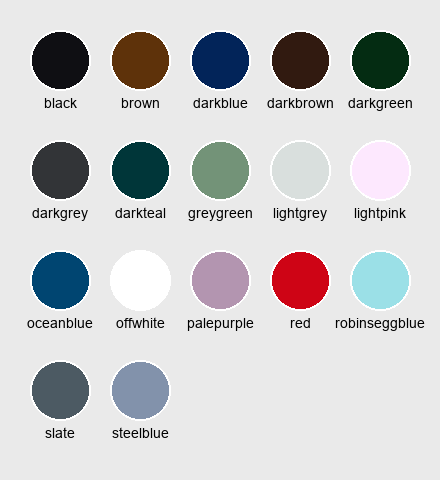 black brown darkblue darkbrown darkgreen
darkgrey darkteal greygreen lightgrey lightpink
oceanblue offwhite palepurple red robinseggblue
slate steelblue